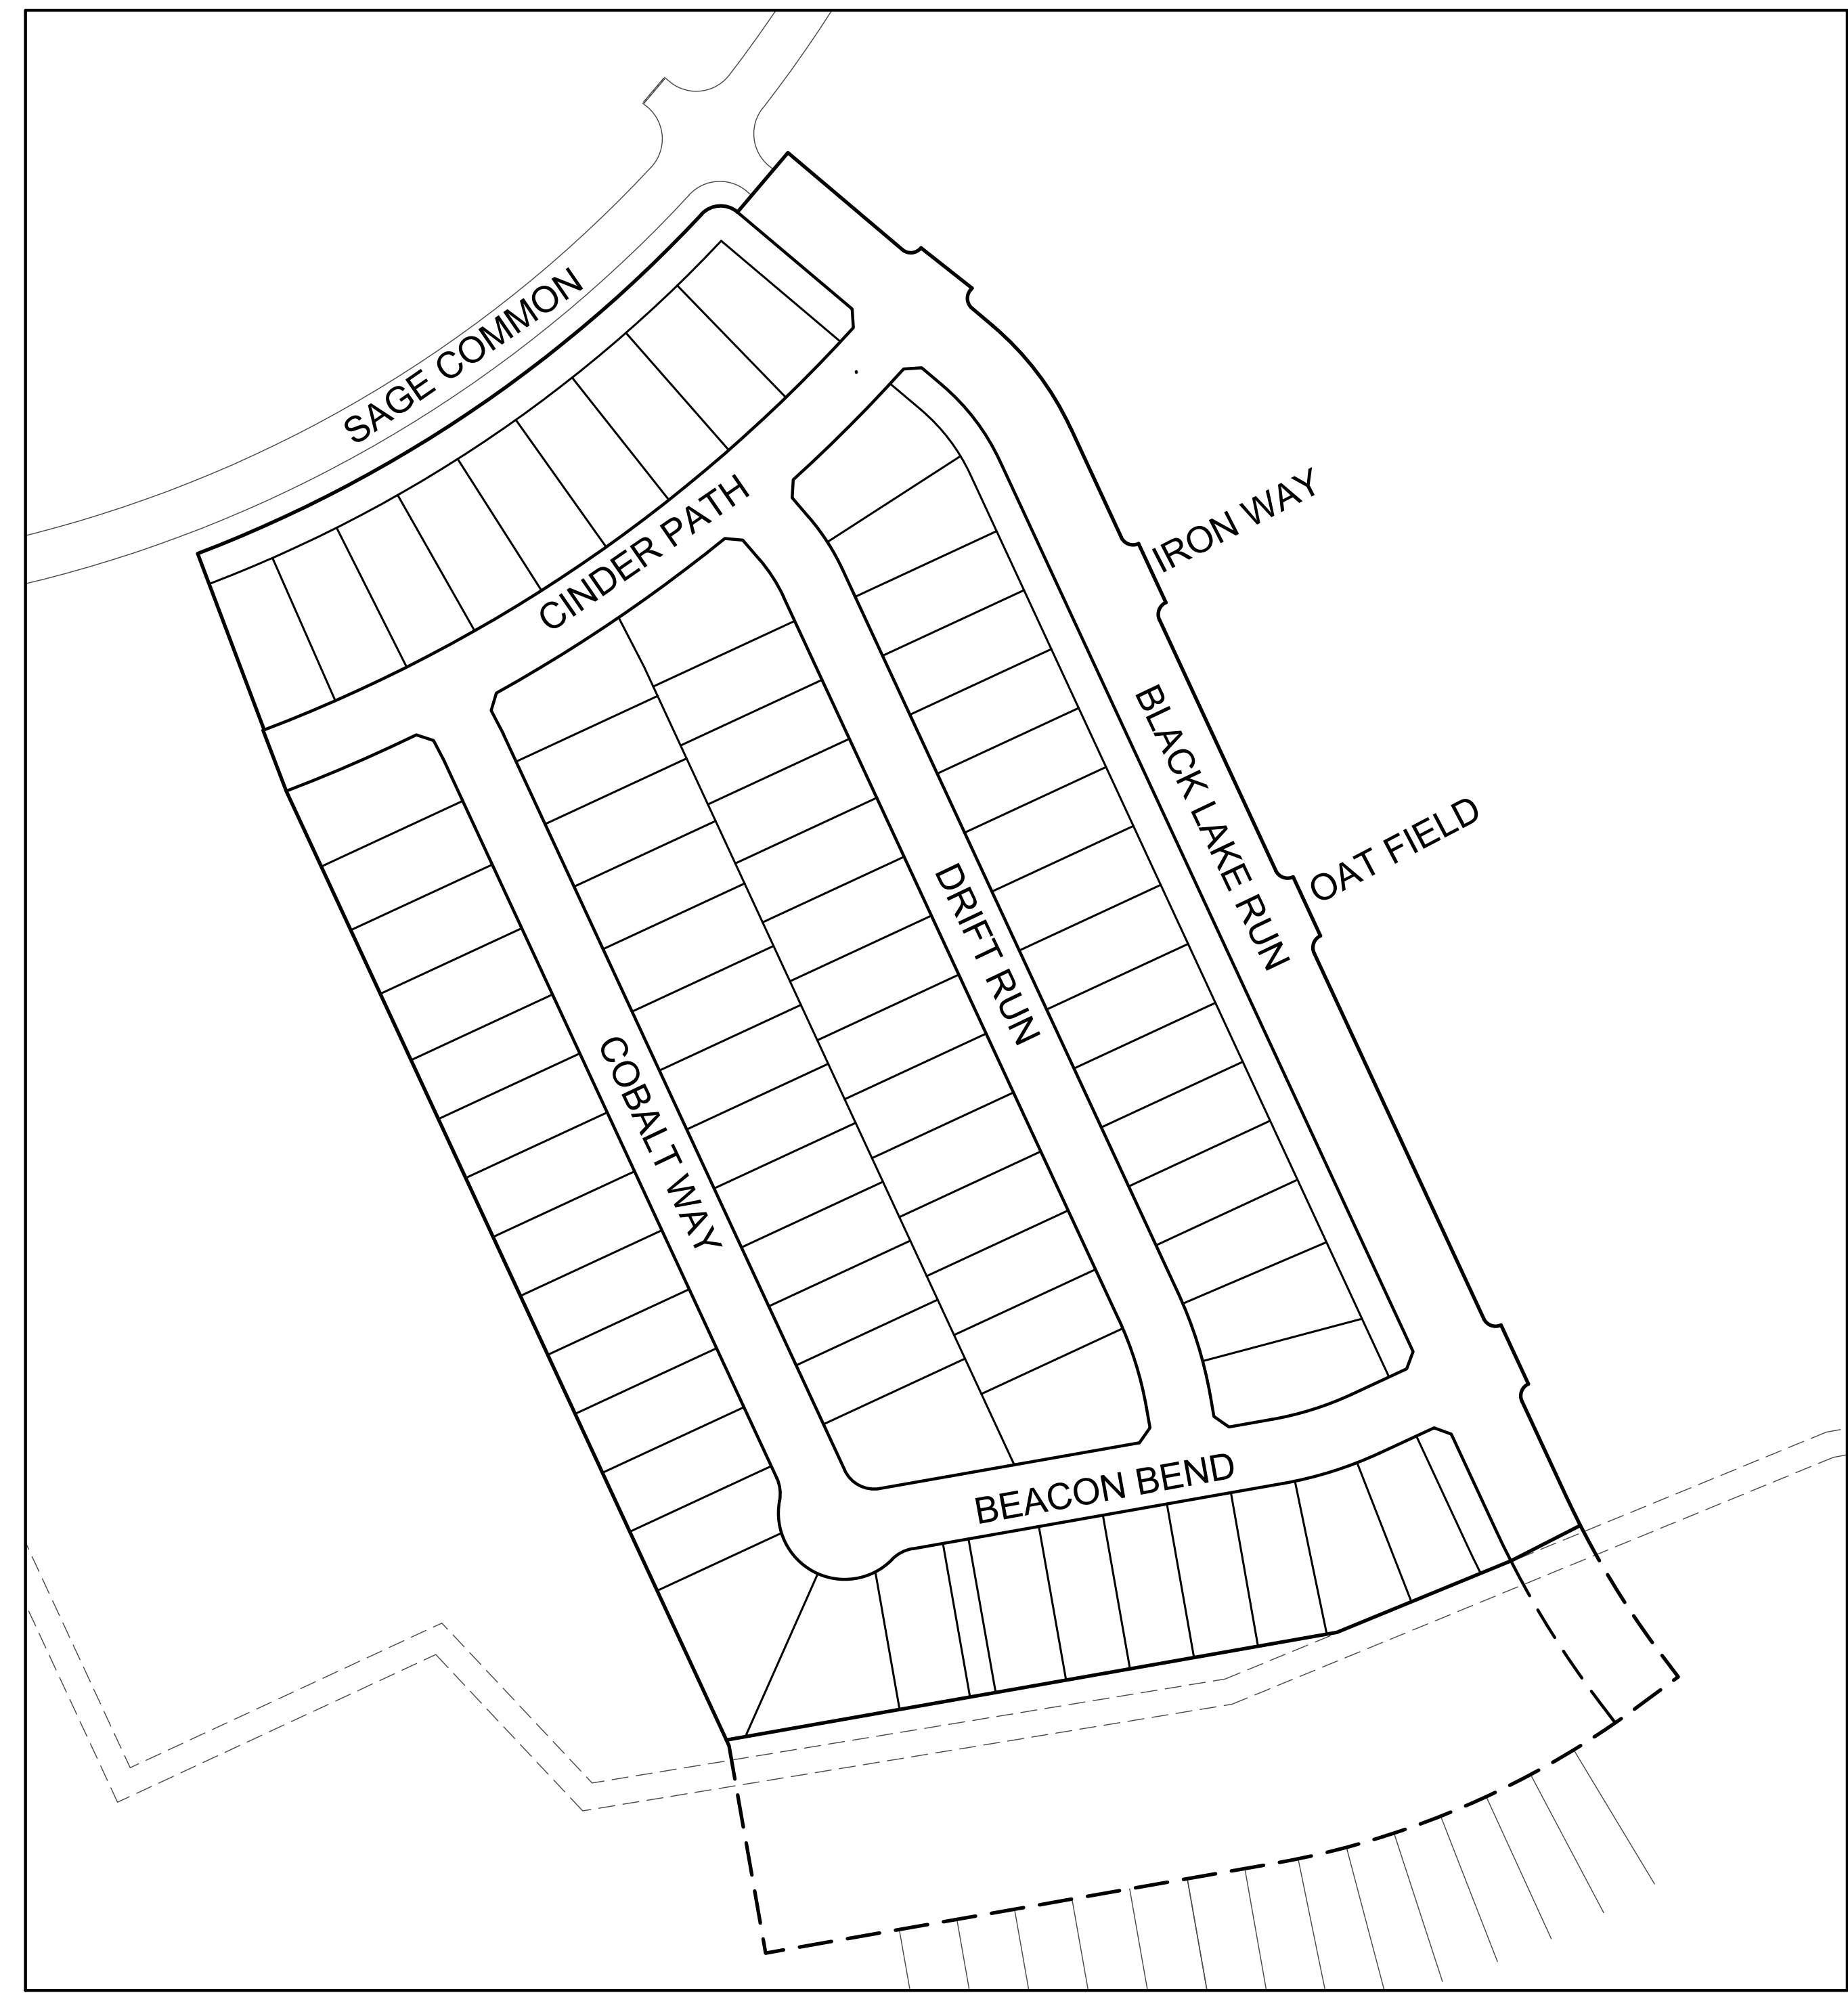 SAGE COMMON
CINDER PATH
IRON WAY
BLACK LAKE RUN
OAT FIELD
DRIFT RUN
COBALT WAY
BEACON BEND